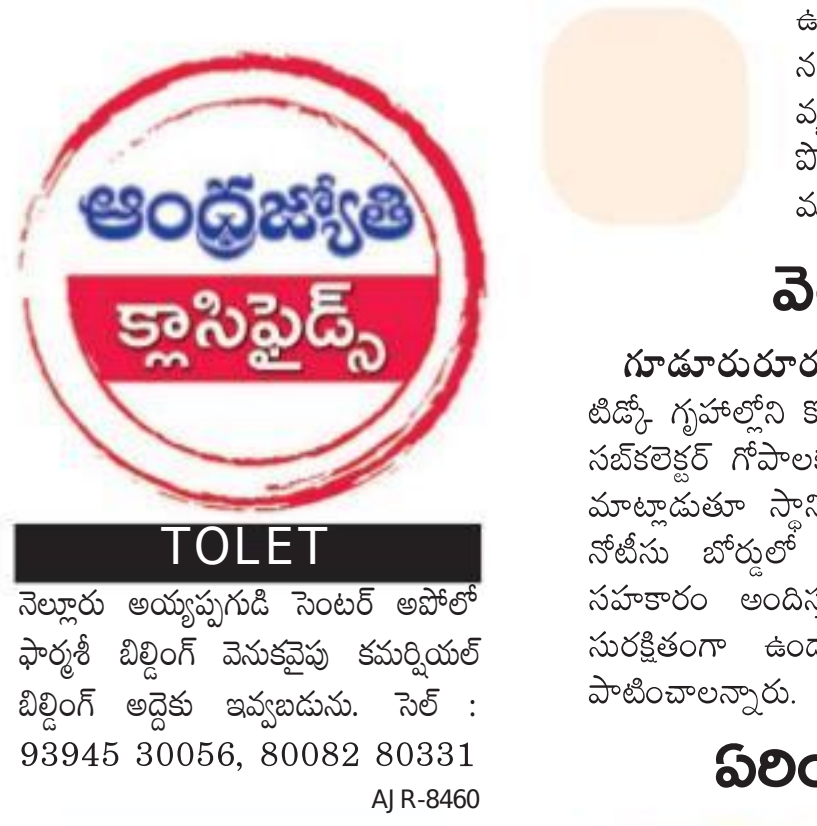 ఆంధ్రజ్యోతి
క్లాసిఫైడ్స్
TOLET
నెల్లూరు అయ్యప్పగుడి సెంటర్ అపోలో
ఫార్మశీ బిల్డింగ్ వెనుకవైపు కమర్షియల్
బిల్డింగ్ అద్దెకు ఇవ్వబడును. సెల్ :
93945 30056, 80082 80331
AJR-8460
గూడూరురూర
టిడ్కో గృహాల్లోని
సబ్‌కలెక్టర్
మాట్లాడుతూ
నోటీసు బోర్డులో
సహకారం
సురక్షితంగా
పాటించాలన్నారు.